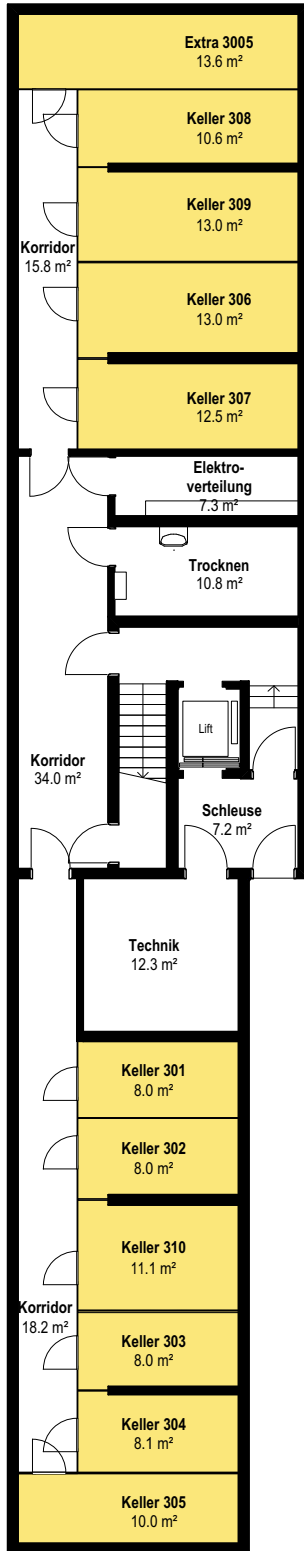 Extra 3005
13.6 m²
Keller 308
10.6 m²
Keller 309
13.0 m²
Korridor
15.8 m²
Keller 306
13.0 m²
Keller 307
12.5 m²
Elektro-
verteilung
7.3 m²
Trocknen
10.8 m²
Lift
Korridor
34.0 m²
Schleuse
7.2 m²
Technik
12.3 m²
Keller 301
8.0 m²
Keller 302
8.0 m²
Keller 310
11.1 m²
Korridor
18.2 m²
Keller 303
8.0 m²
Keller 304
8.1 m²
Keller 305
10.0 m²